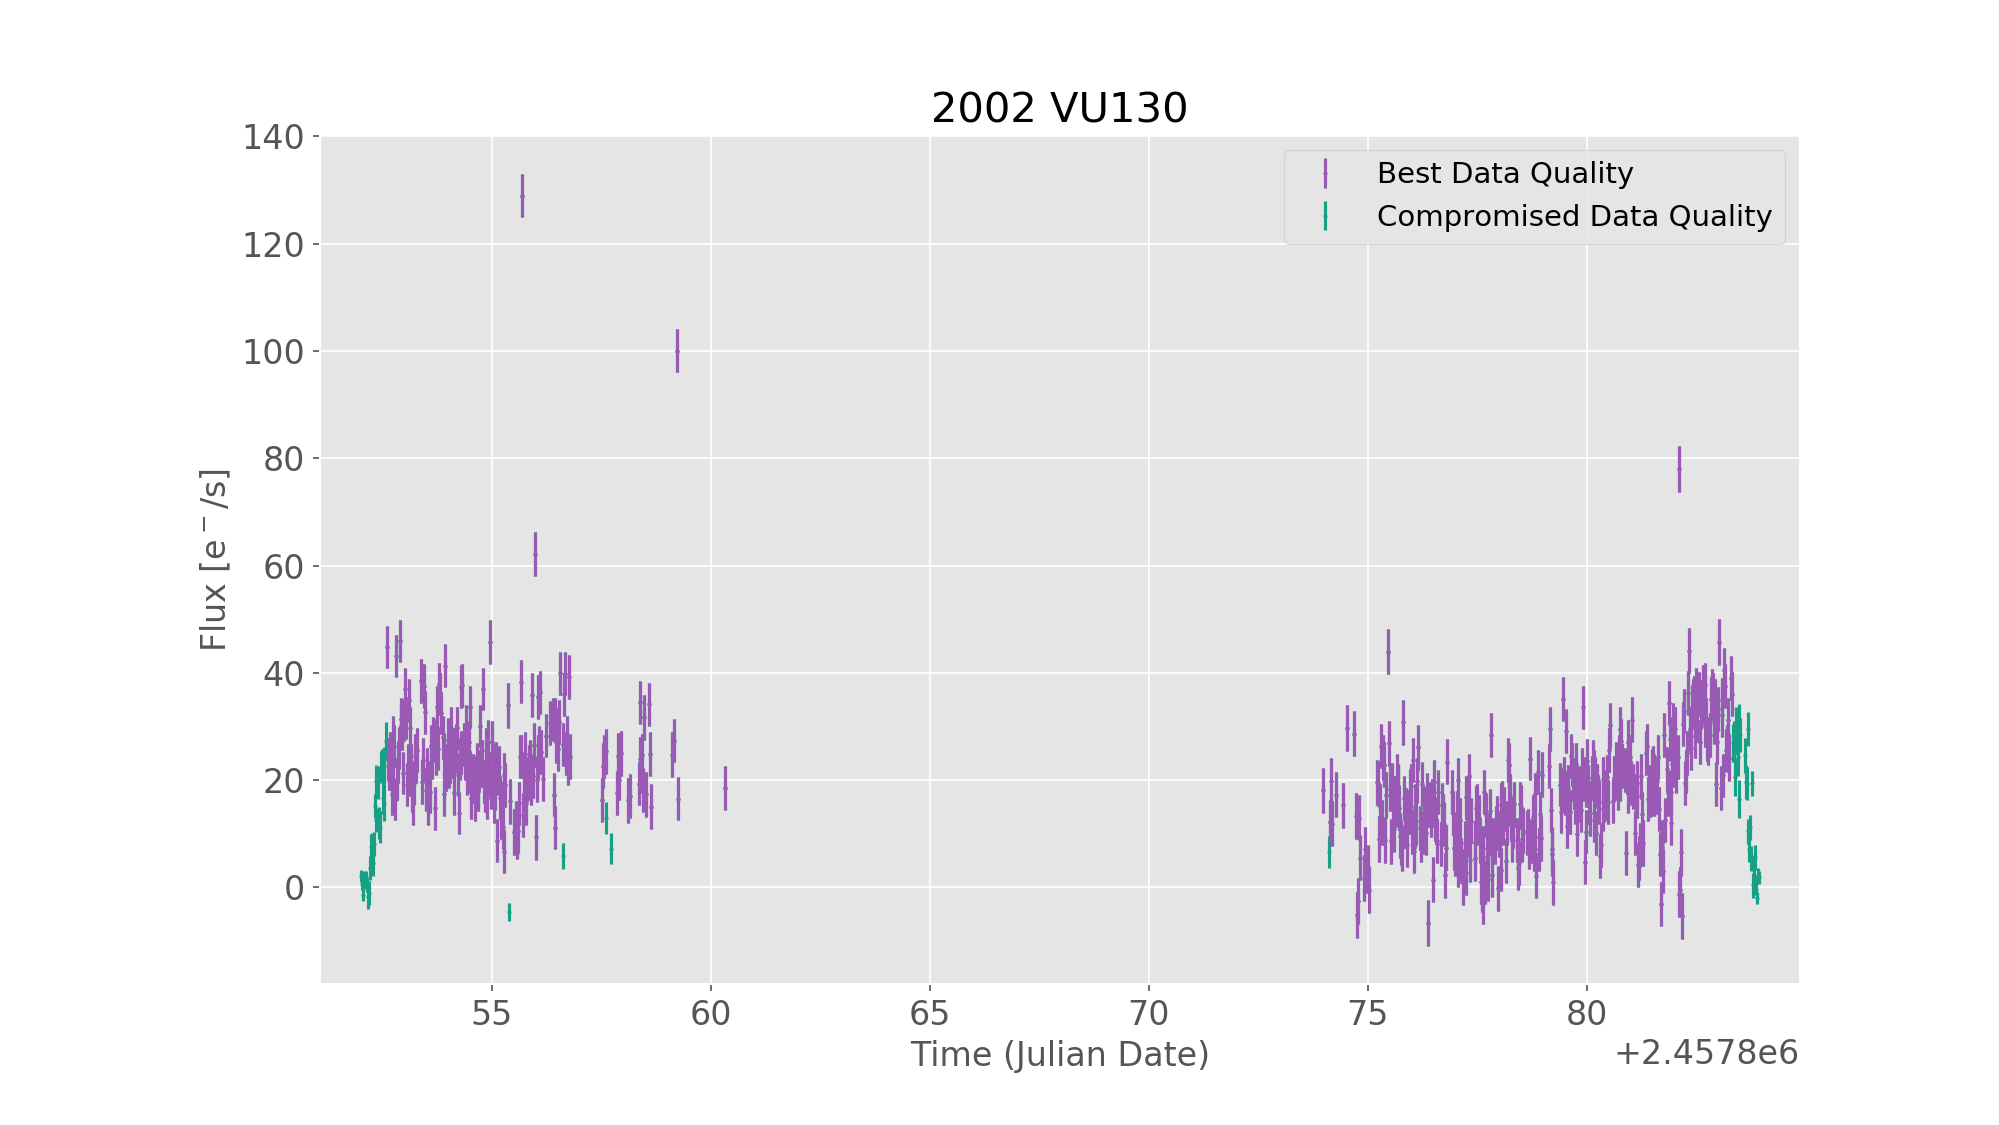 2002 VU130
140
120
100
80
60
40
20
0
Flux [e⁻/s]
Best Data Quality
Compromised Data Quality
55 60 65 70 75 80
Time (Julian Date)
+2.4578e6